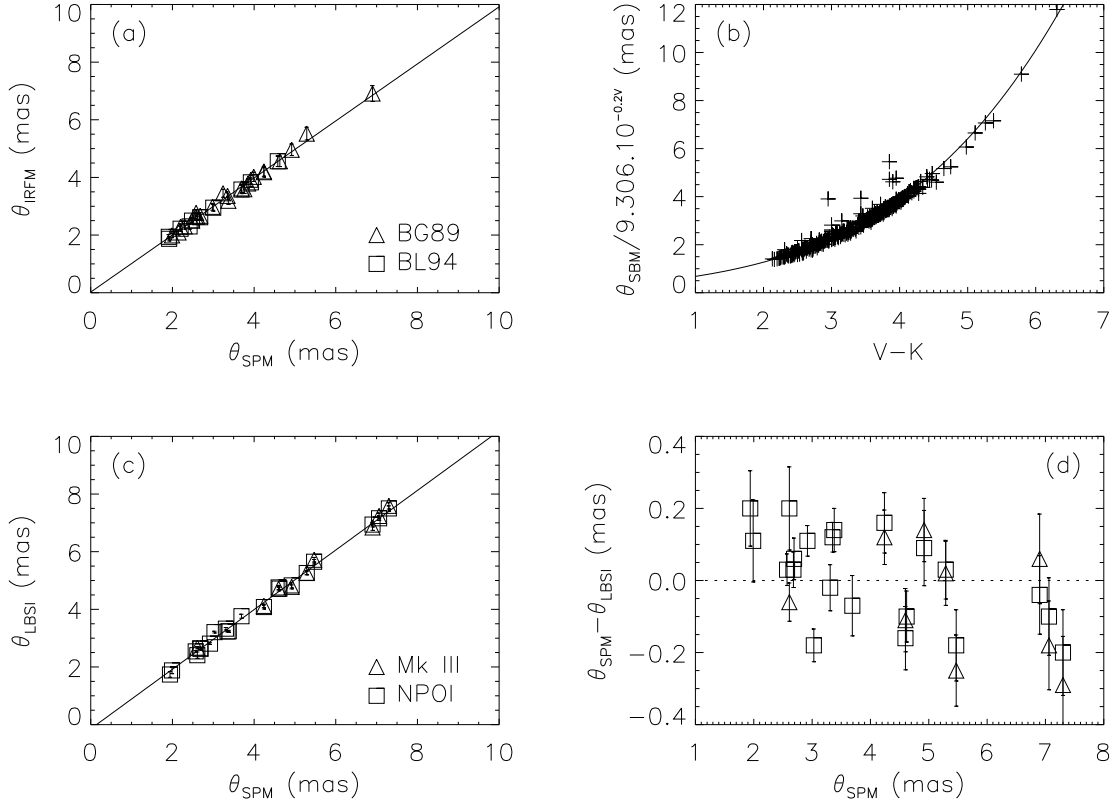 (a)
10
8
6
4
2
0
θIRFM (mas)
△ BG89
□ BL94
0 2 4 6 8 10
θSPM (mas)
(b)
12
10
8
6
4
2
0
θSBM/9.306.10^-0.2V (mas)
1 2 3 4 5 6 7
V−K
(c)
10
8
6
4
2
0
θLBSI (mas)
△ Mk III
□ NPOI
0 2 4 6 8 10
θSPM (mas)
(d)
0.4
0.2
0.0
−0.2
−0.4
θSPM−θLBSI (mas)
1 2 3 4 5 6 7 8
θSPM (mas)